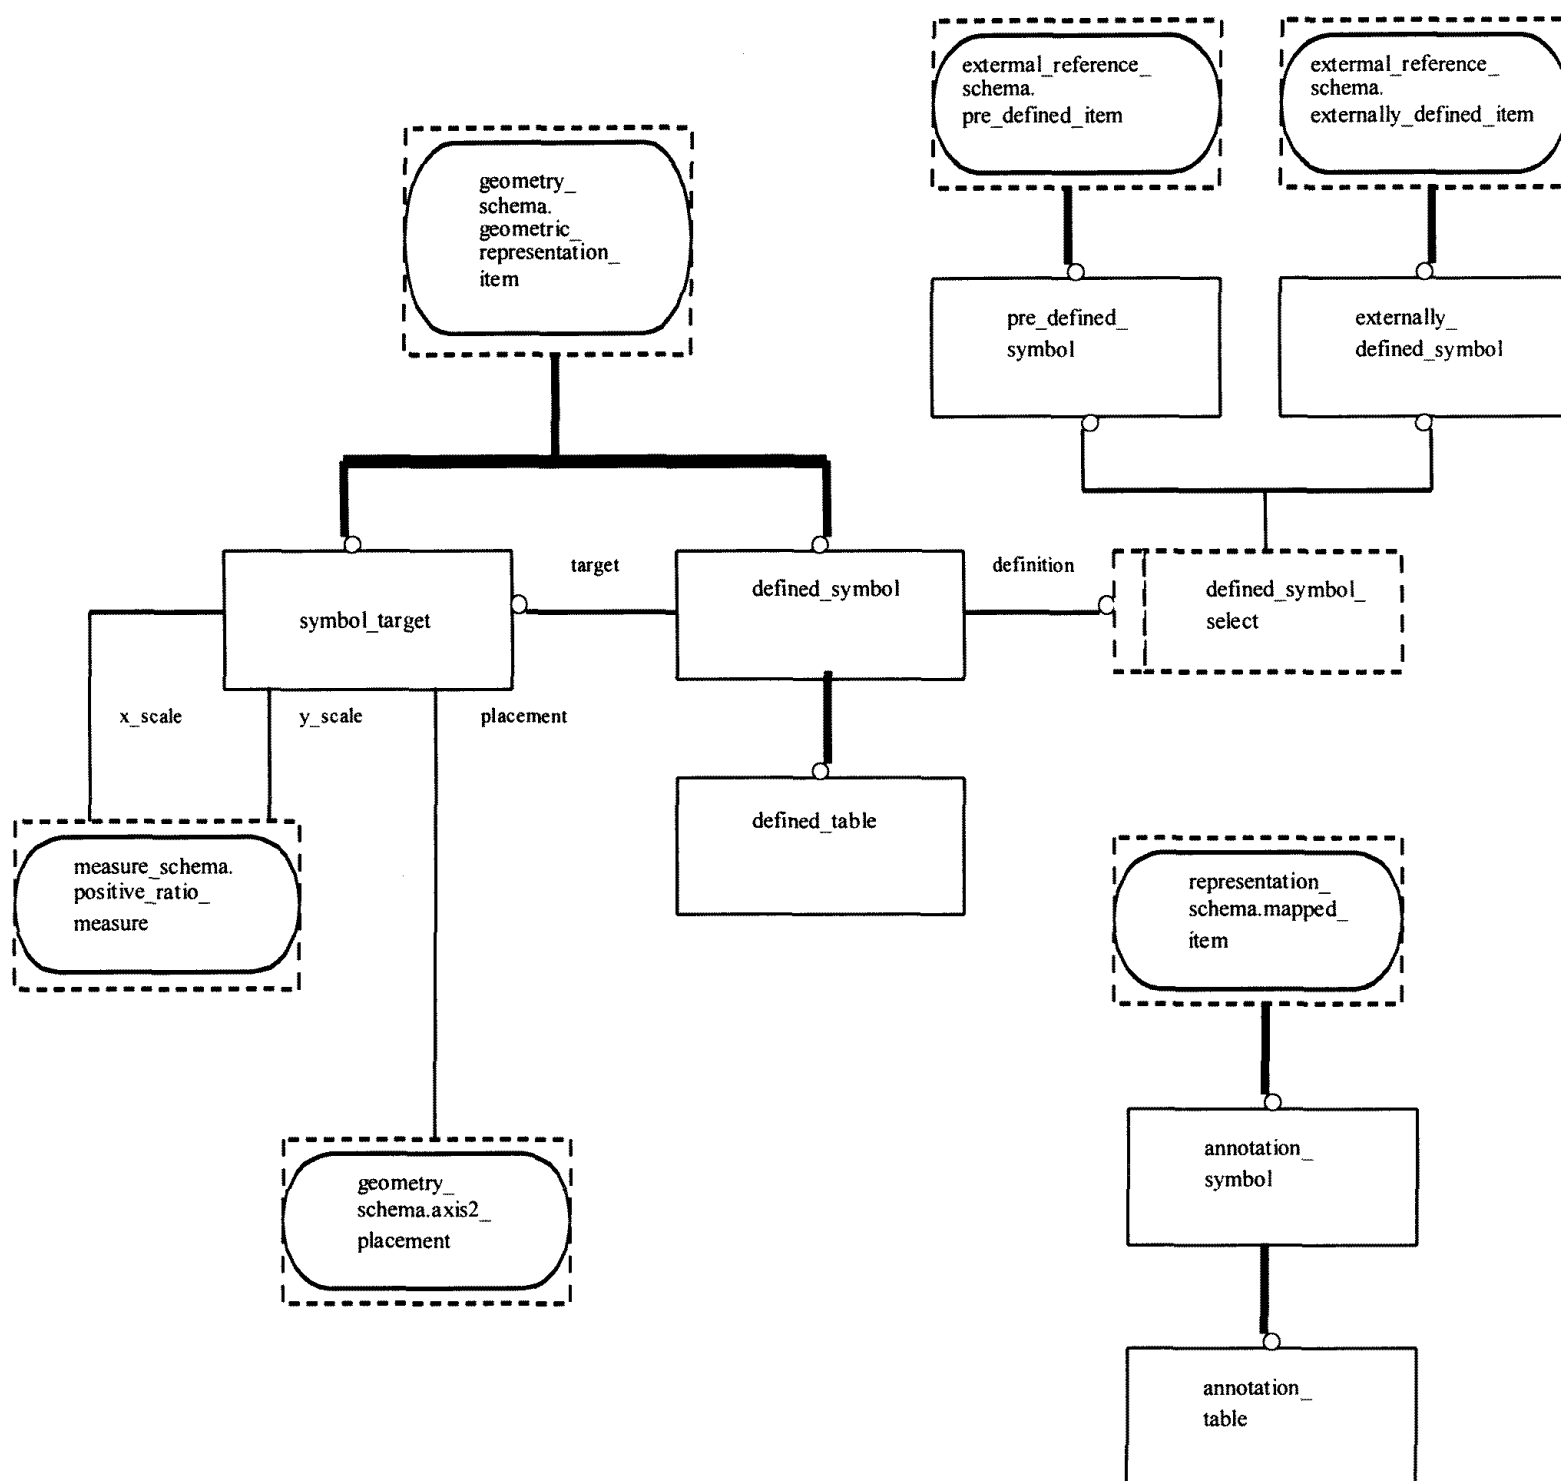 extermal_reference_
schema.
pre_defined_item
extermal_reference_
schema.
externally_defined_item
geometry_
schema.
geometric_
representation_
item
pre_defined_
symbol
externally_
defined_symbol
target
definition
symbol_target
defined_symbol
defined_symbol_
select
x_scale
y_scale
placement
defined_table
measure_schema.
positive_ratio_
measure
representation_
schema.mapped_
item
geometry_
schema.axis2_
placement
annotation_
symbol
annotation_
table